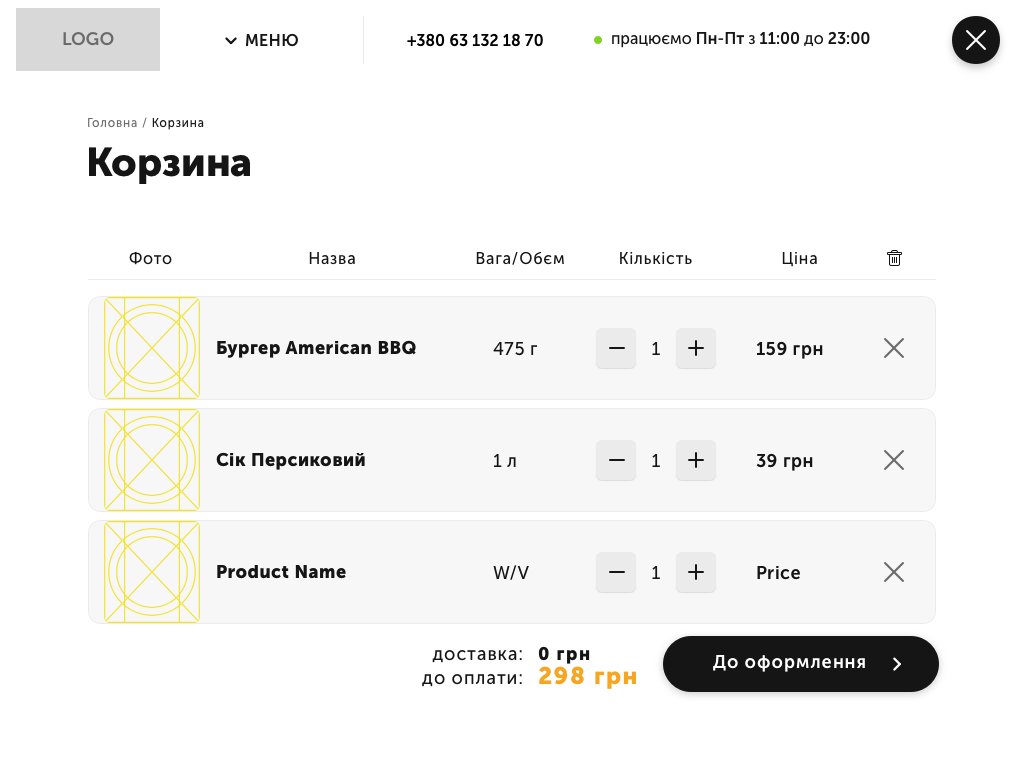 LOGO
МЕНЮ
+380 63 132 18 70
працюємо Пн-Пт з 11:00 до 23:00
Головна / Корзина
Корзина
Фото Назва Вага/Обєм Кількість Ціна
Бургер American BBQ 475 г 1 159 грн
Сік Персиковий 1 л 1 39 грн
Product Name W/V 1 Price
доставка: 0 грн
до оплати: 298 грн
До оформлення